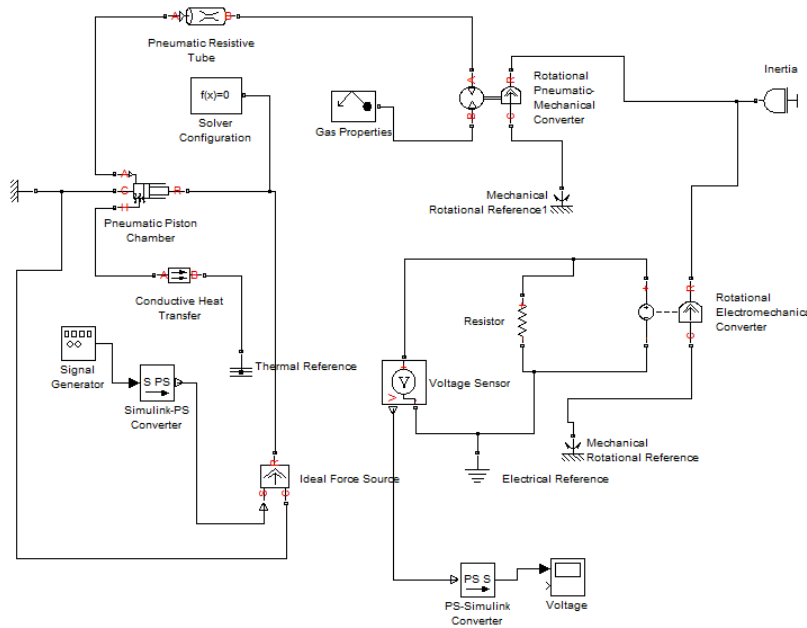 A
B
Pneumatic Resistive
Tube
f(x)=0
Solver
Configuration
Gas Properties
A
B
R
C
Rotational
Pneumatic-
Mechanical
Converter
Inertia
Mechanical
Rotational Reference1
A
C
R
H
Pneumatic Piston
Chamber
A
B
Conductive Heat
Transfer
Thermal Reference
Signal
Generator
S PS
Simulink-PS
Converter
R
S
C
Ideal Force Source
+
Resistor
+
R
C
Rotational
Electromechanica
Converter
+
V
V
-
Voltage Sensor
Electrical Reference
Mechanical
Rotational Reference
PS S
PS-Simulink
Converter
Voltage